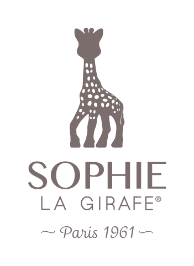 SOPHIE
LA GIRAFE®
~ Paris 1961 ~